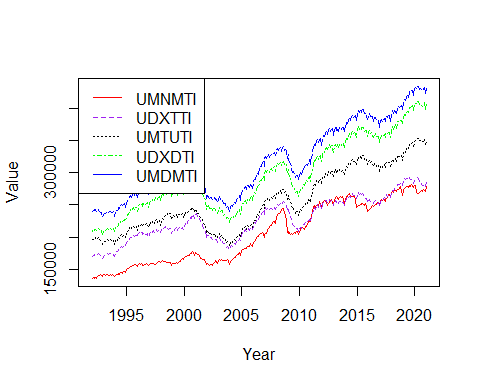 UMNMTI
UDXTTI
UMTUTI
UDXDTI
UMDMTI
Value
150000
300000
1995
2000
2005
2010
2015
2020
Year